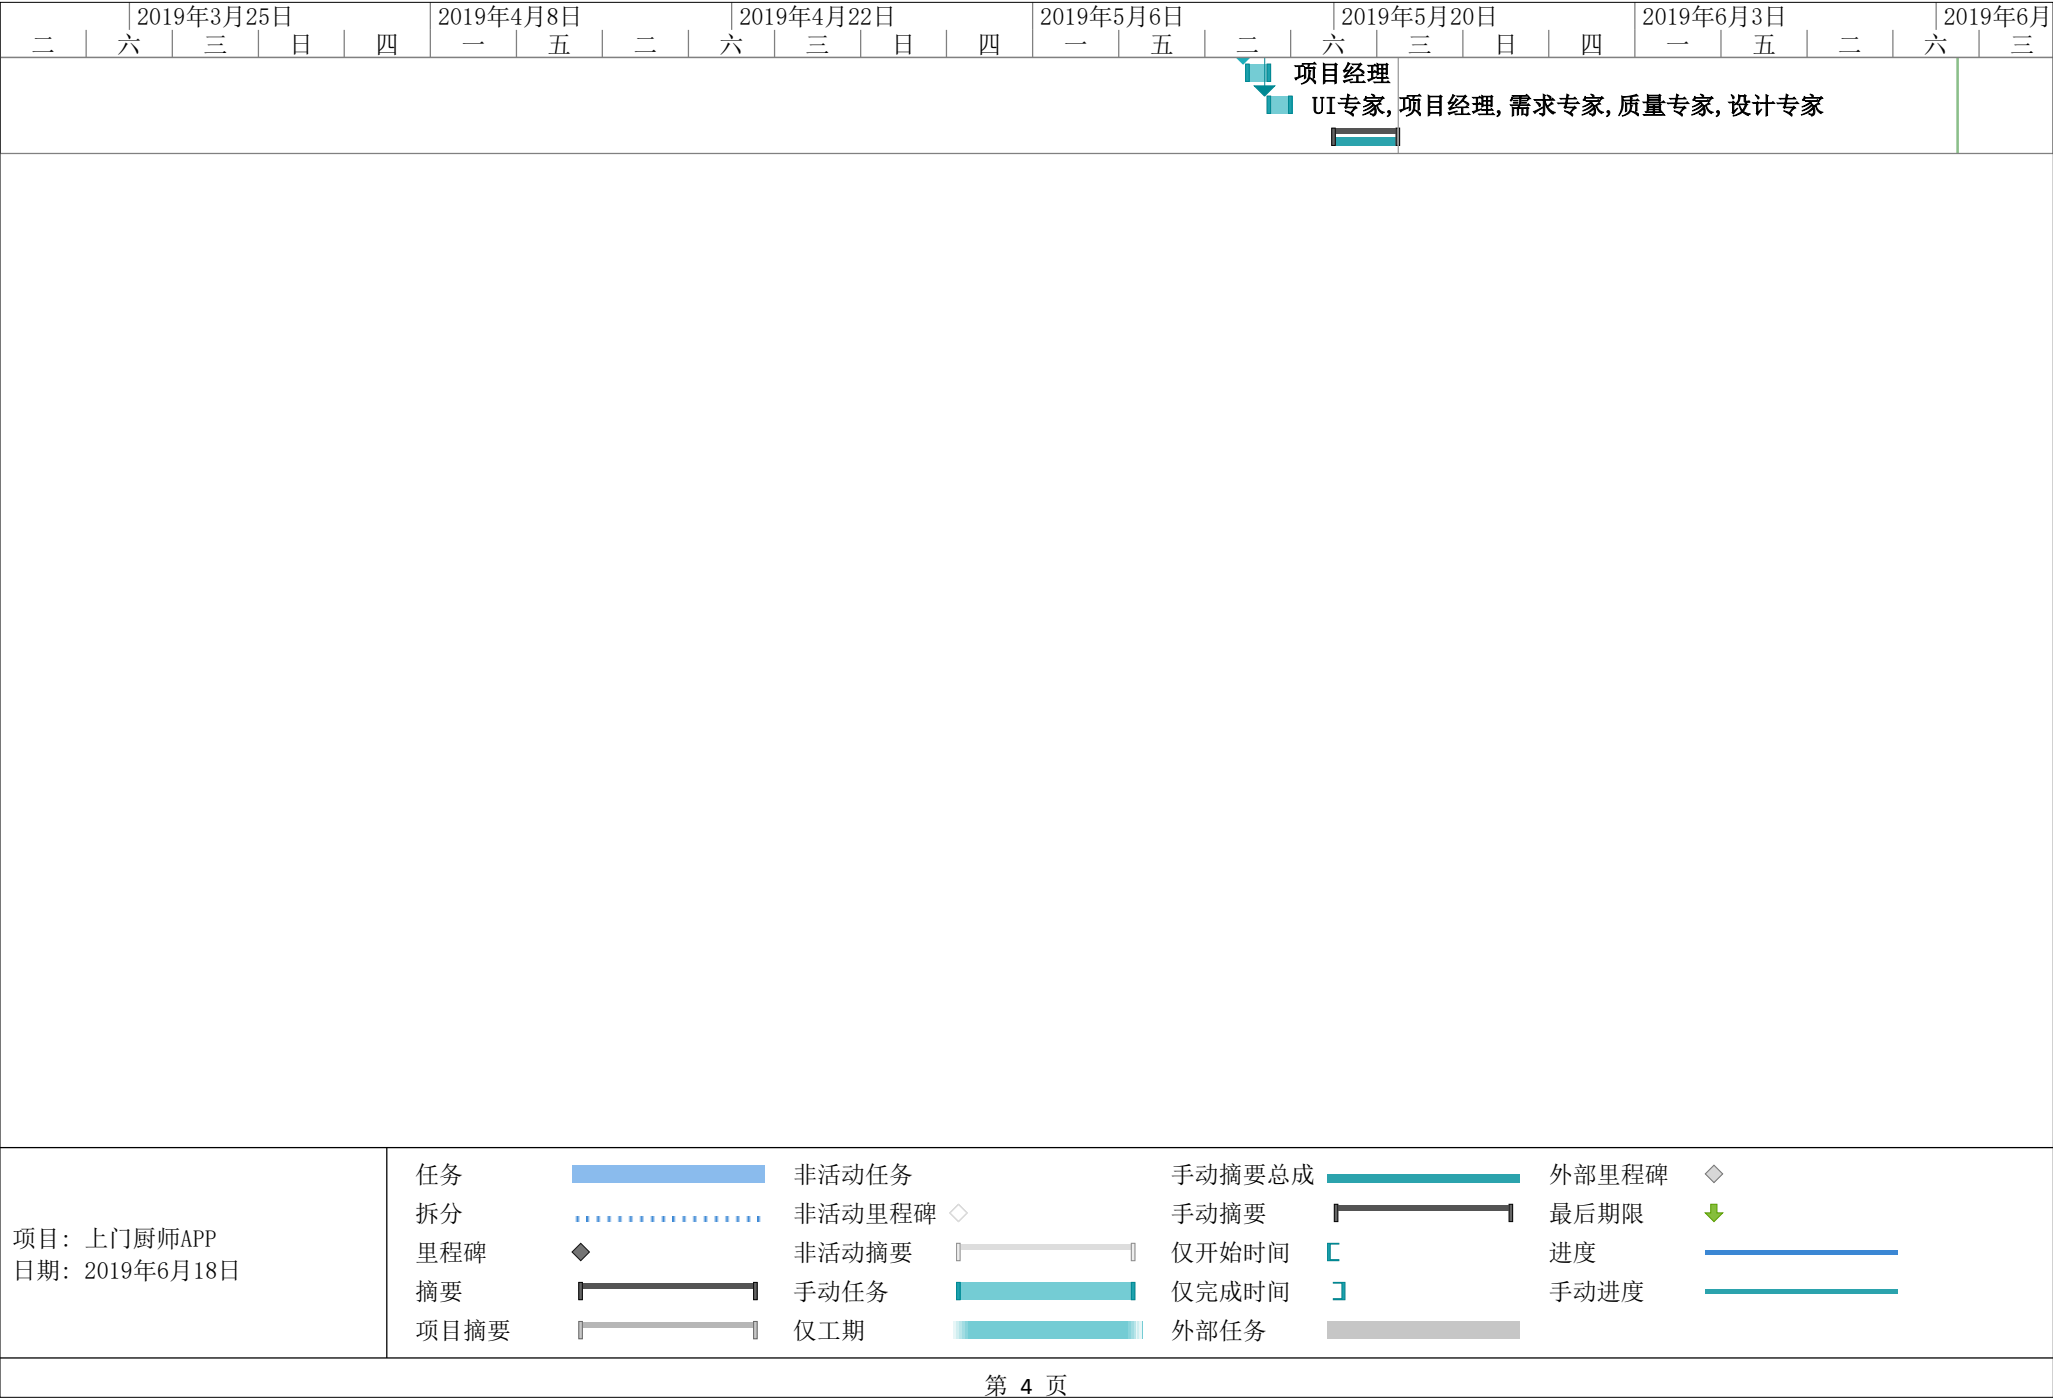 2019年3月25日 2019年4月8日 2019年4月22日 2019年5月6日 2019年5月20日 2019年6月3日 2019年6月
二 六 三 日 四 一 五 二 六 三 日 四 一 五 二 六 三 日 四 一 五 二 六 三
项目经理
UI专家,项目经理,需求专家,质量专家,设计专家
项目: 上门厨师APP
日期: 2019年6月18日
任务 非活动任务 手动摘要总成 外部里程碑
拆分 非活动里程碑 手动摘要 最后期限
里程碑 非活动摘要 仅开始时间 进度
摘要 手动任务 仅完成时间 手动进度
项目摘要 仅工期 外部任务
第 4 页